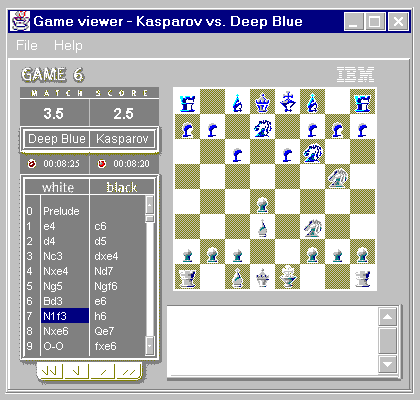 Game viewer - Kasparov vs. Deep Blue
File Help
GAME 6
IBM
MATCH SCORE
3.5 2.5
Deep Blue Kasparov
00:08:25 00:08:20
white black
0 Prelude
1 e4 c6
2 d4 d5
3 Nc3 dxe4
4 Nxe4 Nd7
5 Ng5 Ngf6
6 Bd3 e6
7 N1f3 h6
8 Nxe6 Qe7
9 O-O fxe6